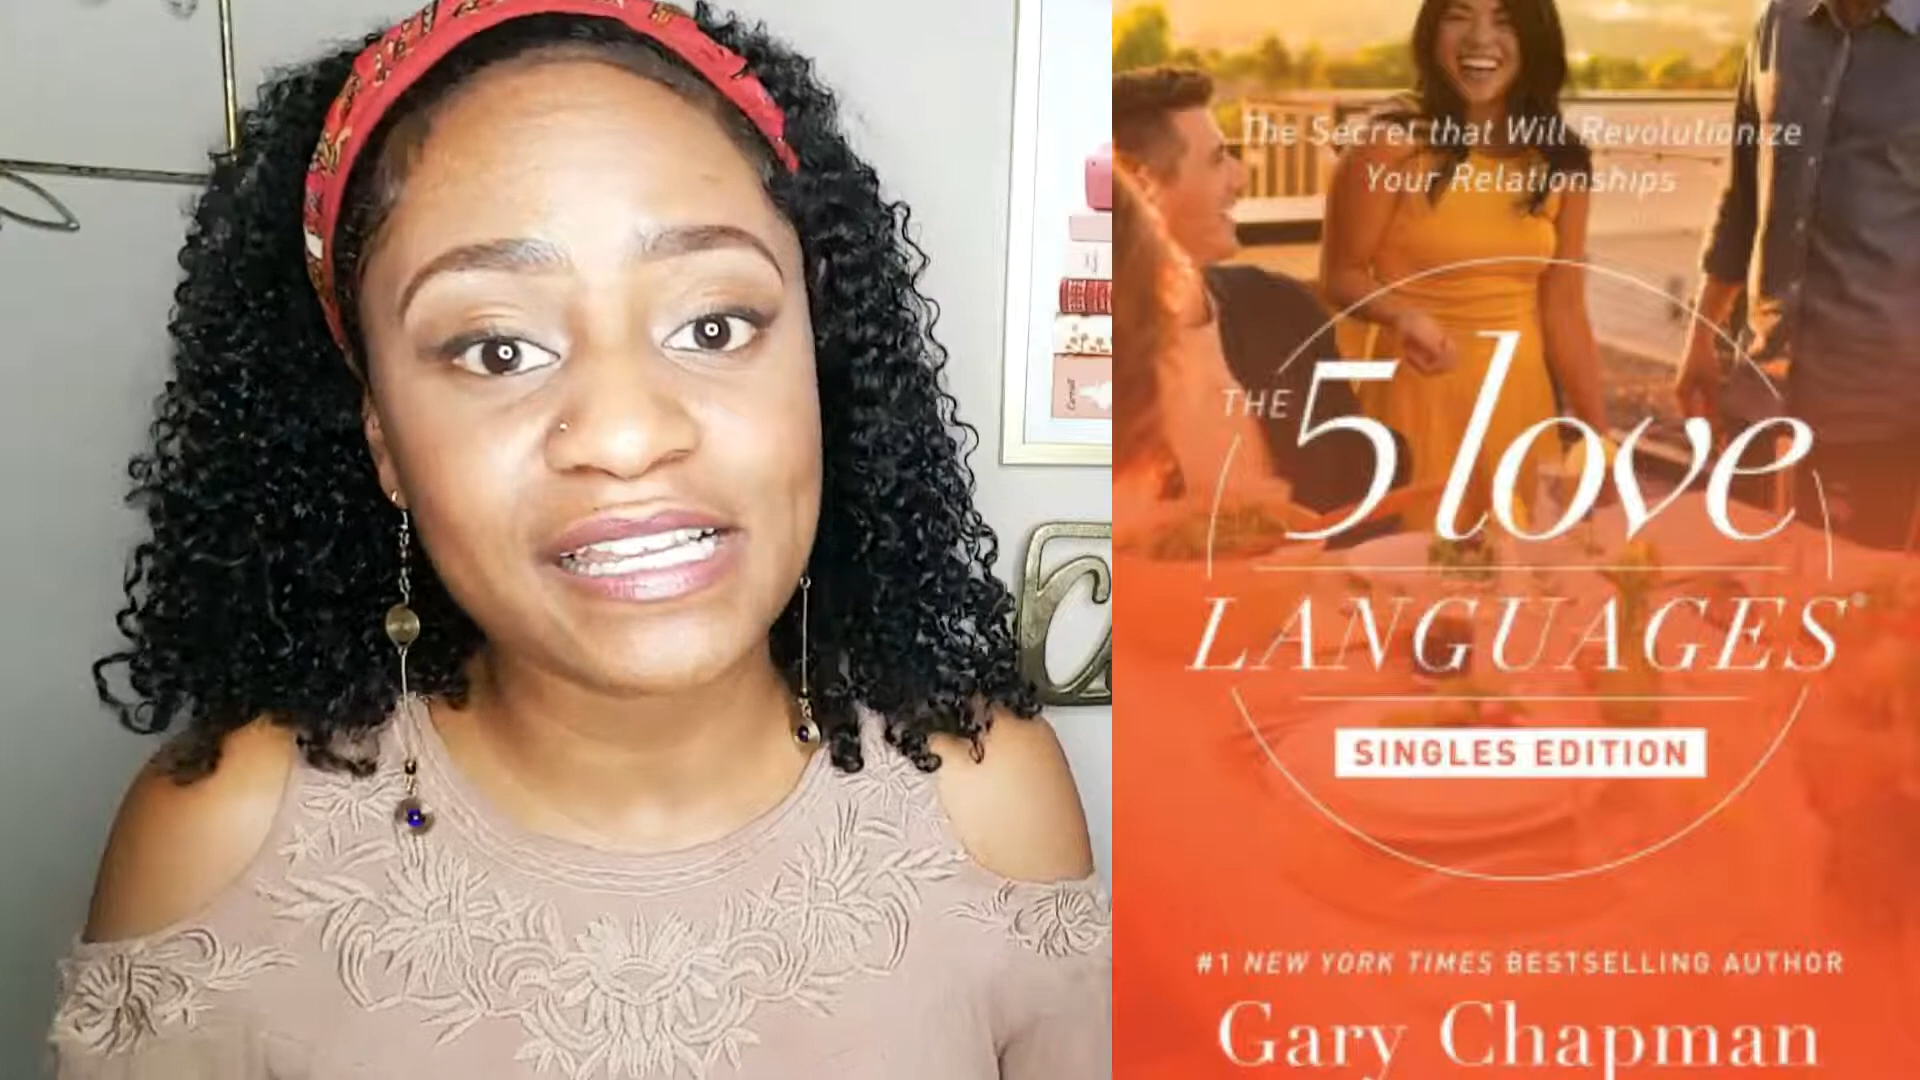 The Secret that Will Revolutionize
Your Relationships
THE 5 love
LANGUAGES®
SINGLES EDITION
#1 NEW YORK TIMES BESTSELLING AUTHOR
Gary Chapman